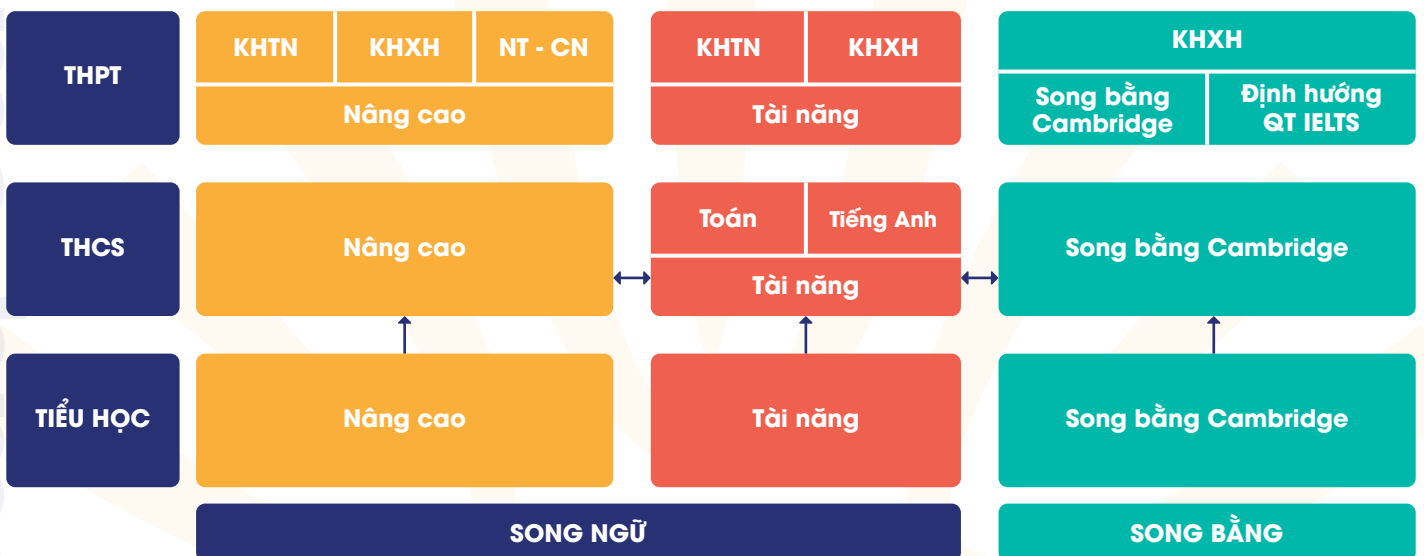 THPT
KHTN
KHXH
NT - CN
Nâng cao
KHTN
KHXH
Tài năng
KHXH
Song bằng
Cambridge
Định hướng
QT IELTS
THCS
Nâng cao
Toán
Tiếng Anh
Tài năng
Song bằng Cambridge
TIỂU HỌC
Nâng cao
Tài năng
Song bằng Cambridge
SONG NGỮ
SONG BẰNG